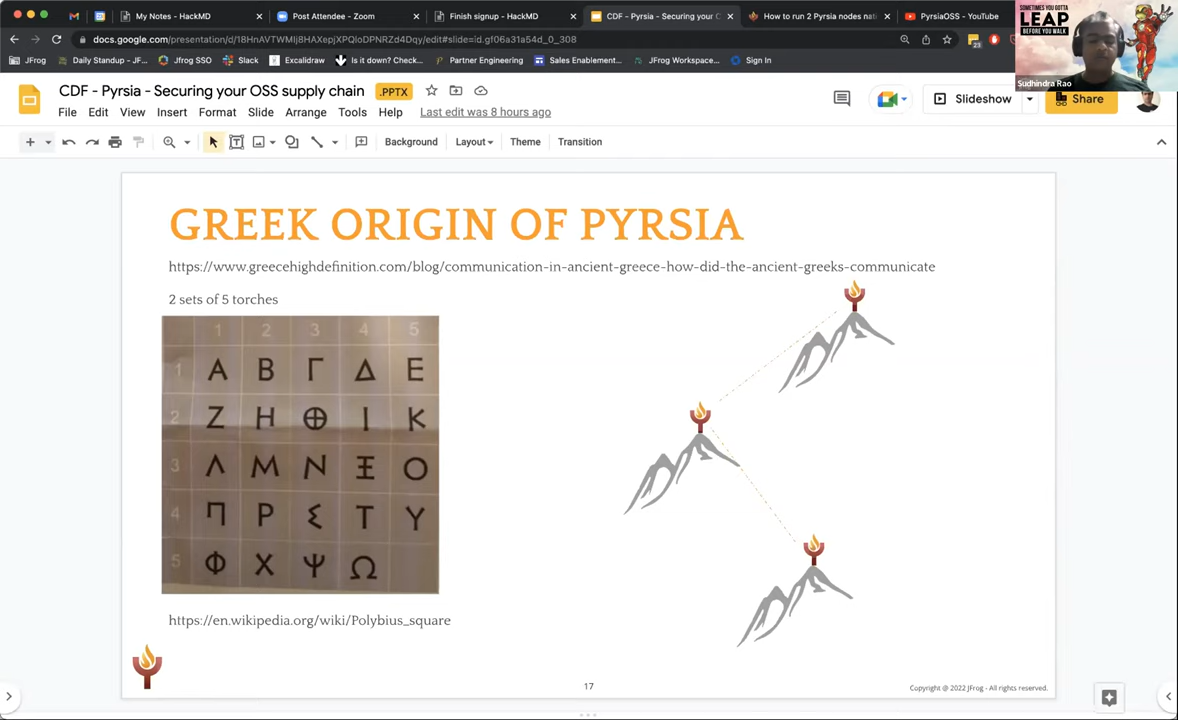 My Notes - HackMD
Post Attendee - Zoom
Finish signup - HackMD
CDF - Pyrsia - Securing your C
How to run 2 Pyrsia nodes nat
PyrsiaOSS - YouTube
docs.google.com/presentation/d/18HnAVTWMIj8HAXepjXPQloDPNRZd4Dqy/edit#slide=id.gf06a31a54d_0_308
23
JFrog
Daily Standup - JF...
Jfrog SSO
Slack
Excalidraw
Is it down? Check...
Partner Engineering
Sales Enablement...
JFrog Workspace...
Sign In
SOMETIMES YOU GOTTA
LEAP
BEFORE YOU WALK
Sudhindra Rao
CDF - Pyrsia - Securing your OSS supply chain
.PPTX
File Edit View Insert Format Slide Arrange Tools Help Last edit was 8 hours ago
Slideshow
Share
Background
Layout
Theme
Transition
GREEK ORIGIN OF PYRSIA
https://www.greecehighdefinition.com/blog/communication-in-ancient-greece-how-did-the-ancient-greeks-communicate
2 sets of 5 torches
1 2 3 4 5
1 Α Β Γ Δ Ε
2 Ζ Η Θ Ι Κ
3 Λ Μ Ν Ξ Ο
4 Π Ρ Σ Τ Υ
5 Φ Χ Ψ Ω
https://en.wikipedia.org/wiki/Polybius_square
17
Copyright @ 2022 JFrog - All rights reserved.